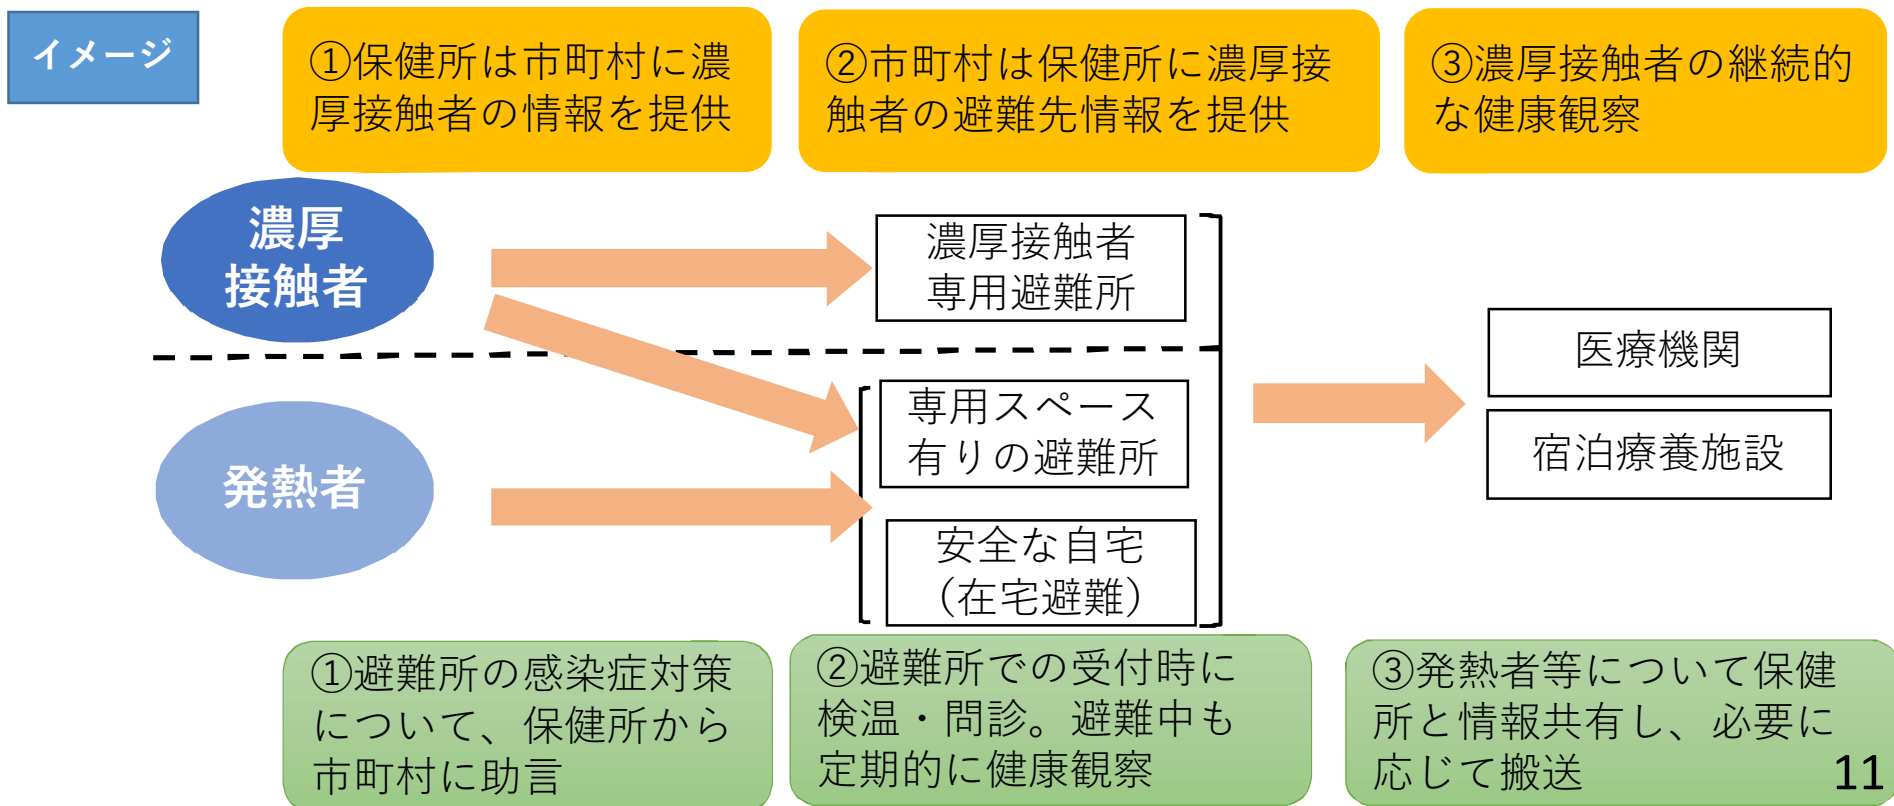 イメージ
①保健所は市町村に濃
厚接触者の情報を提供
②市町村は保健所に濃厚接
触者の避難先情報を提供
③濃厚接触者の継続的
な健康観察
濃厚
接触者
濃厚接触者
専用避難所
専用スペース
有りの避難所
医療機関
宿泊療養施設
発熱者
安全な自宅
（在宅避難）
①避難所の感染症対策
について、保健所から
市町村に助言
②避難所での受付時に
検温・問診。避難中も
定期的に健康観察
③発熱者等について保健
所と情報共有し、必要に
応じて搬送
11